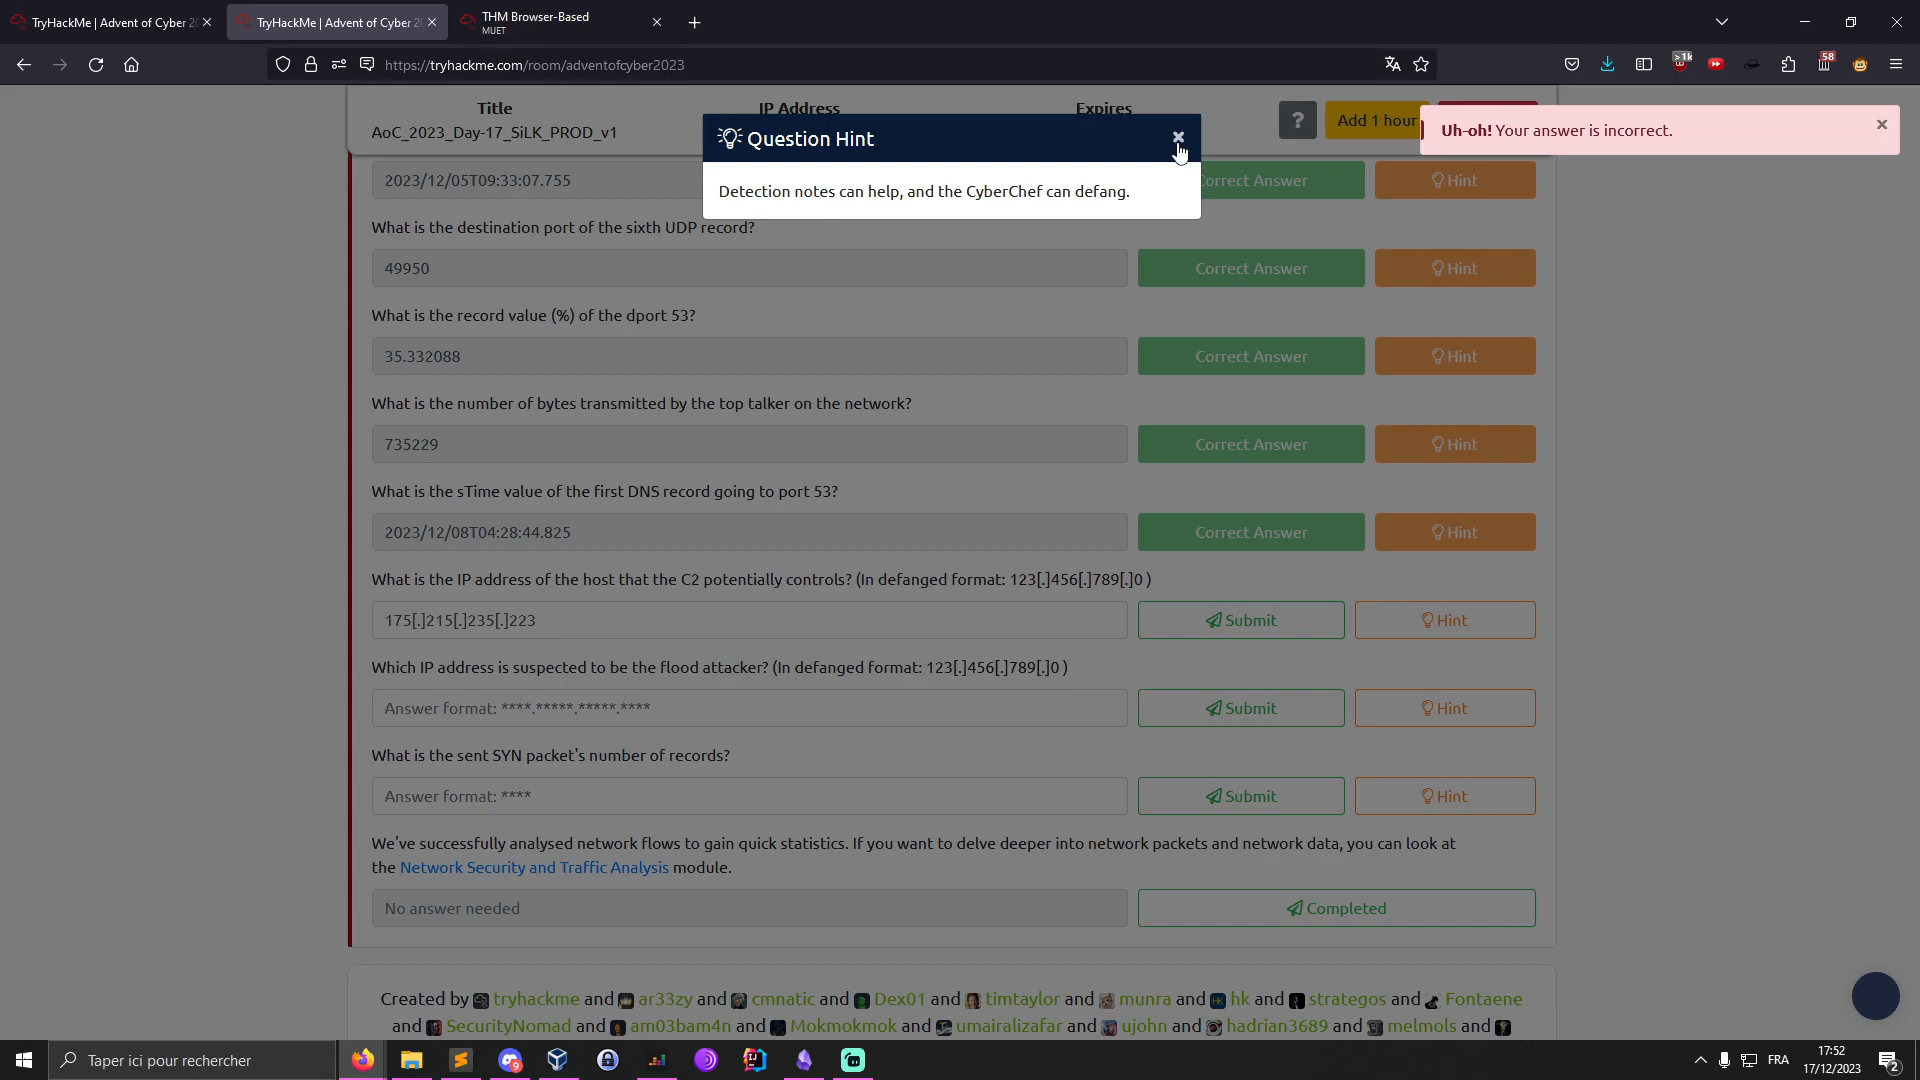 TryHackMe | Advent of Cyber 2
TryHackMe | Advent of Cyber 2
THM Browser-Based
MUET
https://tryhackme.com/room/adventofcyber2023
>1k
58
Title
IP Address
Expires
AoC_2023_Day-17_SiLK_PROD_v1
?
Add 1 hour
Uh-oh! Your answer is incorrect.
Question Hint
Detection notes can help, and the CyberChef can defang.
2023/12/05T09:33:07.755
Correct Answer
Hint
What is the destination port of the sixth UDP record?
49950
Correct Answer
Hint
What is the record value (%) of the dport 53?
35.332088
Correct Answer
Hint
What is the number of bytes transmitted by the top talker on the network?
735229
Correct Answer
Hint
What is the sTime value of the first DNS record going to port 53?
2023/12/08T04:28:44.825
Correct Answer
Hint
What is the IP address of the host that the C2 potentially controls? (In defanged format: 123[.]456[.]789[.]0 )
175[.]215[.]235[.]223
Submit
Hint
Which IP address is suspected to be the flood attacker? (In defanged format: 123[.]456[.]789[.]0 )
Answer format: ****.*****.*****.****
Submit
Hint
What is the sent SYN packet's number of records?
Answer format: ****
Submit
Hint
We've successfully analysed network flows to gain quick statistics. If you want to delve deeper into network packets and network data, you can look at
the Network Security and Traffic Analysis module.
No answer needed
Completed
Created by tryhackme and ar33zy and cmnatic and Dex01 and timtaylor and munra and hk and strategos and Fontaene
and SecurityNomad and am03bam4n and Mokmokmok and umairalizafar and ujohn and hadrian3689 and melmols and
Taper ici pour rechercher
9
FRA
17:52
17/12/2023
2